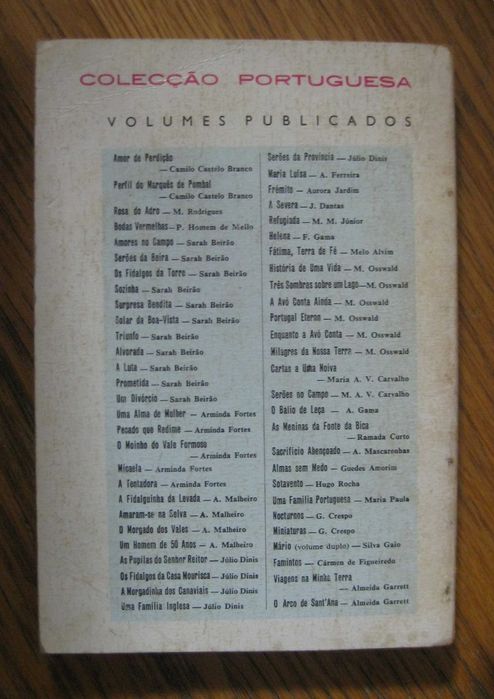 COLECÇÃO PORTUGUESA
VOLUMES PUBLICADOS
Amor de Perdição
— Camilo Castelo Branco
Perfil do Marquês de Pombal
— Camilo Castelo Branco
Rosa do Adro — M. Rodrigues
Bodas Vermelhas — P. Homem de Mello
Amores no Campo — Sarah Beirão
Serões da Beira — Sarah Beirão
Os Fidalgos da Torre — Sarah Beirão
Sozinha — Sarah Beirão
Surpresa Bendita — Sarah Beirão
Solar da Boa-Vista — Sarah Beirão
Triunfo — Sarah Beirão
Alvorada — Sarah Beirão
A Luta — Sarah Beirão
Prometida — Sarah Beirão
Um Divórcio — Sarah Beirão
Uma Alma de Mulher — Arminda Fortes
Pecado que Redime — Arminda Fortes
O Moinho do Vale Formoso
— Arminda Fortes
Micaela — Arminda Fortes
A Tentadora — Arminda Fortes
A Fidalguinha da Levada — A. Malheiro
Amaram-se na Selva — A. Malheiro
O Morgado dos Vales — A. Malheiro
Um Homem de 50 Anos — A. Malheiro
As Pupilas do Senhor Reitor — Júlio Dinis
Os Fidalgos da Casa Mourisca — Júlio Dinis
A Morgadinha dos Canaviais — Júlio Dinis
Uma Família Inglesa — Júlio Dinis
Serões da Província — Júlio Dinis
Maria Luísa — A. Ferreira
Frémito — Aurora Jardim
A Severa — J. Dantas
Refugiada — M. M. Júnior
Helena — F. Gama
Fátima, Terra de Fé — Melo Alvim
História de Uma Vida — M. Osswald
Três Sombras sobre um Lago — M. Osswald
A Avó Conta Ainda — M. Osswald
Portugal Eterno — M. Osswald
Enquanto a Avó Conta — M. Osswald
Milagres da Nossa Terra — M. Osswald
Cartas a Uma Noiva
— Maria A. V. Carvalho
Serões no Campo — M. A. V. Carvalho
O Balio de Leça — A. Gama
As Meninas da Fonte da Bica
— Ramada Curto
Sacrifício Abençoado — A. Mascarenhas
Almas sem Medo — Guedes Amorim
Sotavento — Hugo Rocha
Uma Família Portuguesa — Maria Paula
Nocturnos — G. Crespo
Miniaturas — G. Crespo
Mário (volume duplo) — Silva Gaio
Famintos — Cármen de Figueiredo
Viagens na Minha Terra
— Almeida Garrett
O Arco de Sant'Ana — Almeida Garrett